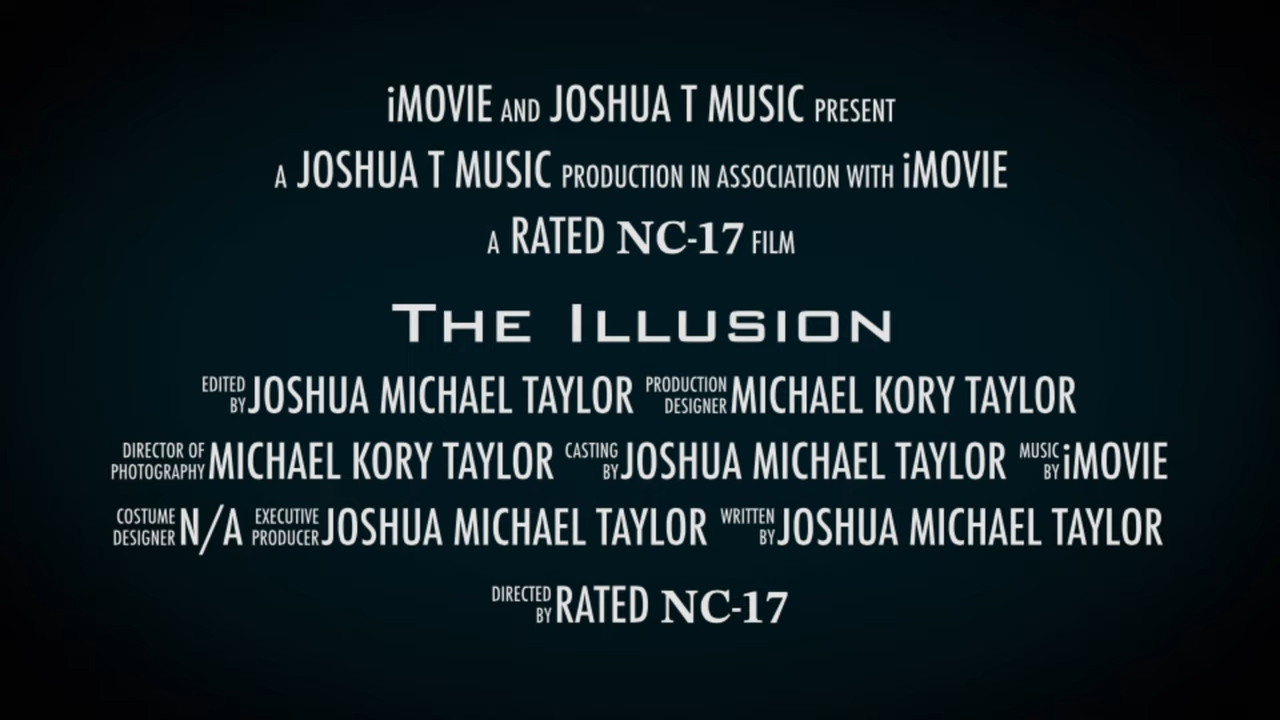 iMOVIE AND JOSHUA T MUSIC PRESENT
A JOSHUA T MUSIC PRODUCTION IN ASSOCIATION WITH iMOVIE
A RATED NC-17 FILM
THE ILLUSION
EDITED BY JOSHUA MICHAEL TAYLOR PRODUCTION DESIGNER MICHAEL KORY TAYLOR
DIRECTOR OF PHOTOGRAPHY MICHAEL KORY TAYLOR CASTING BY JOSHUA MICHAEL TAYLOR MUSIC BY iMOVIE
COSTUME DESIGNER N/A EXECUTIVE PRODUCER JOSHUA MICHAEL TAYLOR WRITTEN BY JOSHUA MICHAEL TAYLOR
DIRECTED BY RATED NC-17